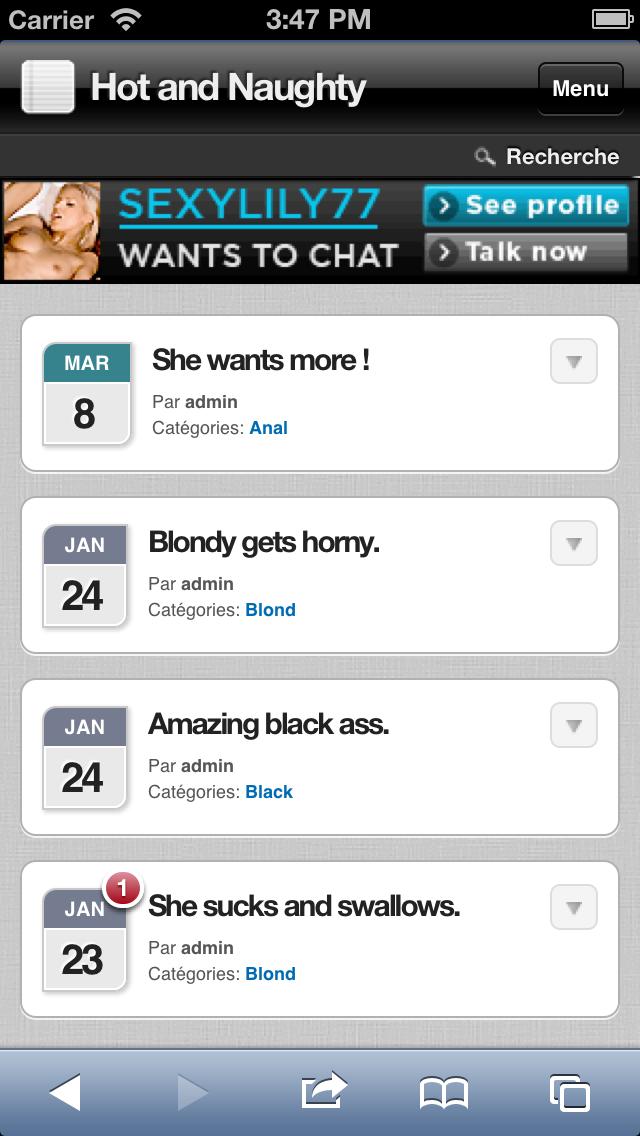 Carrier 3:47 PM
Hot and Naughty Menu
Recherche
SEXYLILY77 See profile
WANTS TO CHAT Talk now
MAR
8
She wants more !
Par admin
Catégories: Anal
JAN
24
Blondy gets horny.
Par admin
Catégories: Blond
JAN
24
Amazing black ass.
Par admin
Catégories: Black
1
JAN
23
She sucks and swallows.
Par admin
Catégories: Blond